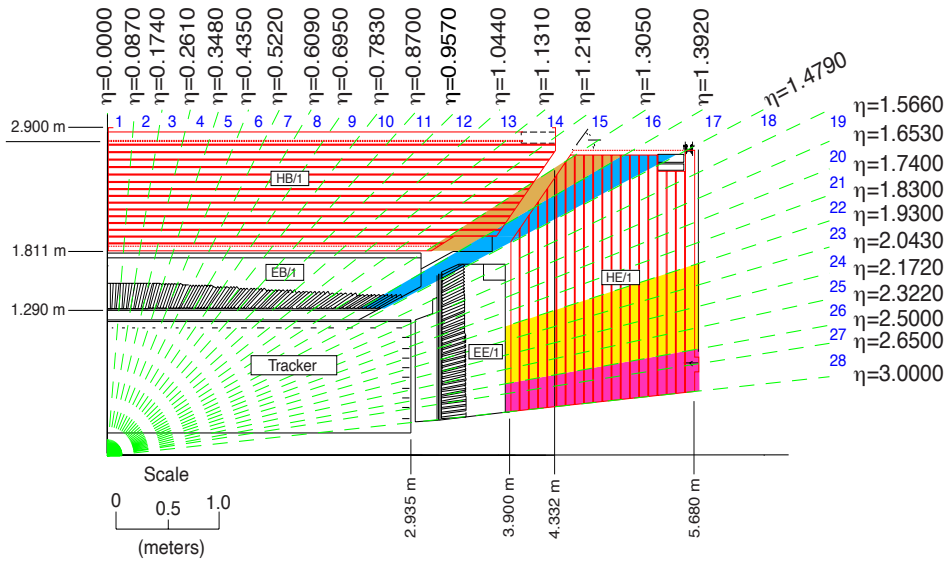 η=0.0000
η=0.0870
η=0.1740
η=0.2610
η=0.3480
η=0.4350
η=0.5220
η=0.6090
η=0.6950
η=0.7830
η=0.8700
η=0.9570
η=1.0440
η=1.1310
η=1.2180
η=1.3050
η=1.3920
η=1.4790
1 2 3 4 5 6 7 8 9 10 11 12 13 14 15 16 17 18 19
η=1.5660
20
η=1.6530
21
η=1.7400
22
η=1.8300
23
η=1.9300
24
η=2.0430
25
η=2.1720
26
η=2.3220
27
η=2.5000
28
η=2.6500
η=3.0000
2.900 m
HB/1
1.811 m
EB/1
HE/1
1.290 m
EE/1
Tracker
Scale
0 0.5 1.0
(meters)
2.935 m
3.900 m
4.332 m
5.680 m